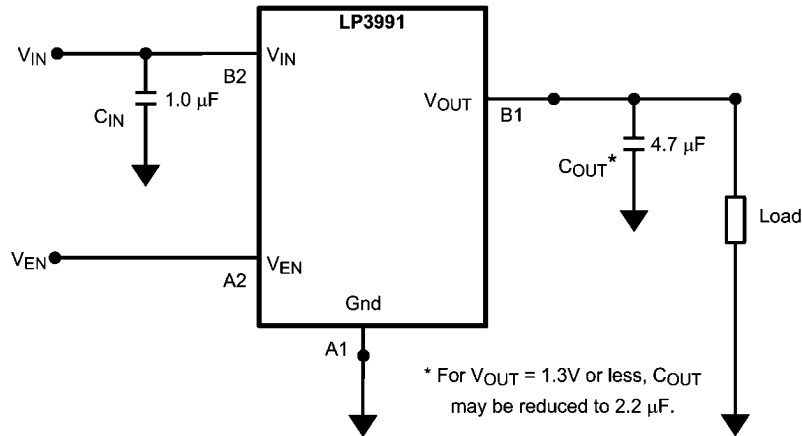 LP3991
VIN
VIN
B2
1.0 μF
CIN
VOUT
B1
4.7 μF
COUT*
Load
VEN
VEN
A2
Gnd
A1
* For VOUT = 1.3V or less, COUT
may be reduced to 2.2 μF.